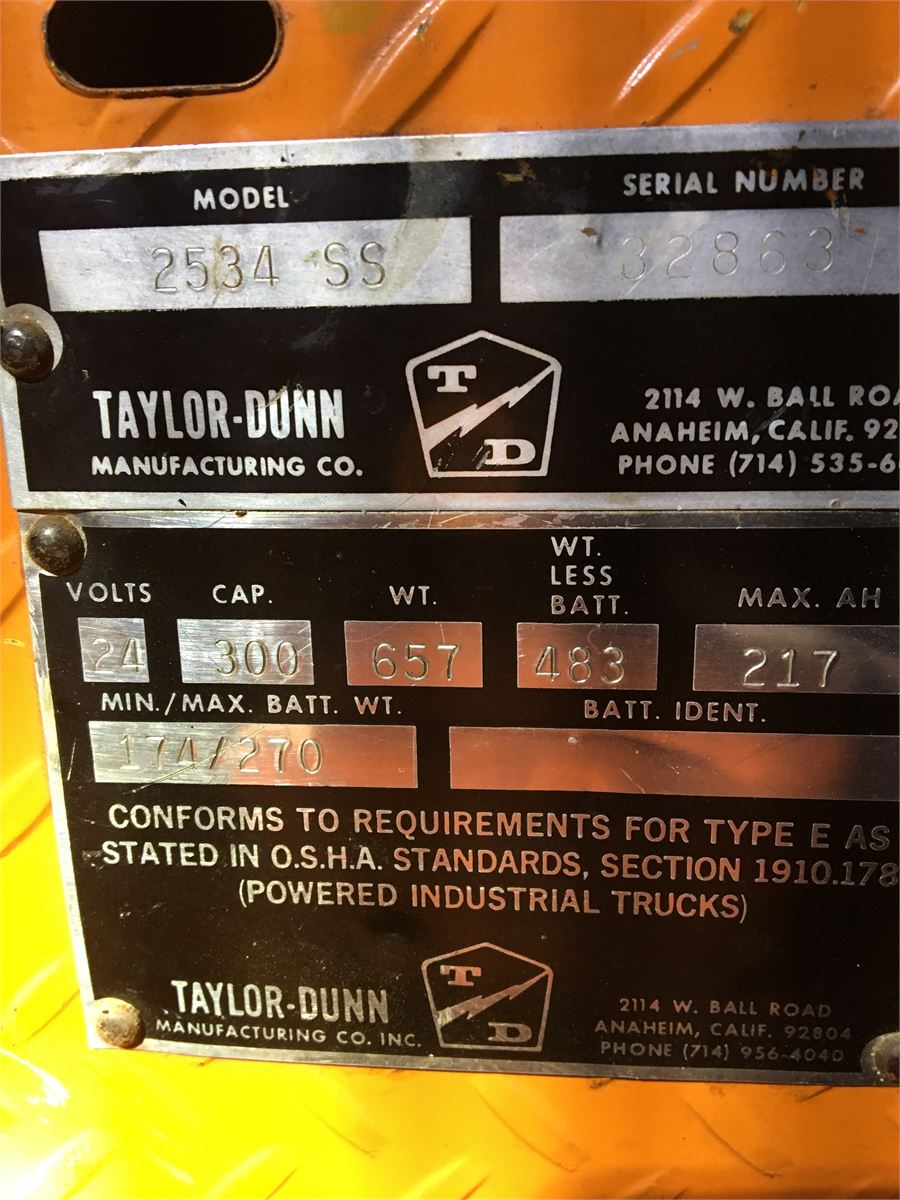 MODEL SERIAL NUMBER
2534 SS 32863
T
D
TAYLOR-DUNN
MANUFACTURING CO.
2114 W. BALL ROA
ANAHEIM, CALIF. 92
PHONE (714) 535-6
VOLTS CAP. WT. WT. LESS BATT. MAX. AH
24 300 657 483 217
MIN./MAX. BATT. WT. BATT. IDENT.
174/270
CONFORMS TO REQUIREMENTS FOR TYPE E AS
STATED IN O.S.H.A. STANDARDS, SECTION 1910.178
(POWERED INDUSTRIAL TRUCKS)
T
D
TAYLOR-DUNN
MANUFACTURING CO. INC.
2114 W. BALL ROAD
ANAHEIM, CALIF. 92804
PHONE (714) 956-4040